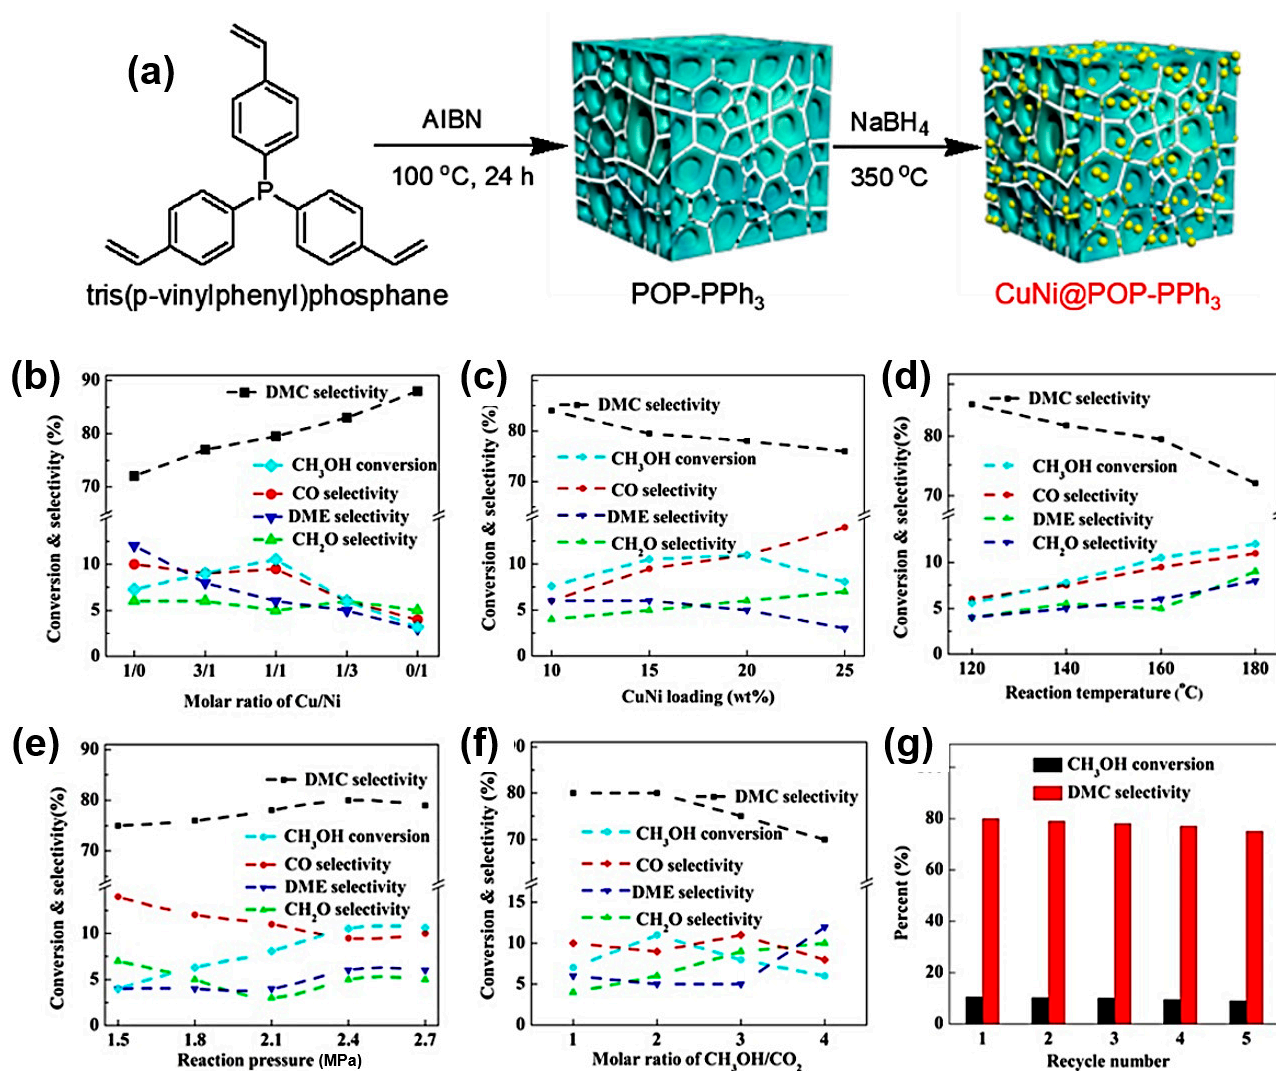 (a)
P
AIBN
100 °C, 24 h
NaBH4
350 °C
tris(p-vinylphenyl)phosphane
POP-PPh3
CuNi@POP-PPh3
(b)
Conversion & selectivity (%)
90
80
70
10
5
0
DMC selectivity
CH3OH conversion
CO selectivity
DME selectivity
CH2O selectivity
1/0 3/1 1/1 1/3 0/1
Molar ratio of Cu/Ni
(c)
Conversion & selectivity (%)
80
70
10
5
0
DMC selectivity
CH3OH conversion
CO selectivity
DME selectivity
CH2O selectivity
10 15 20 25
CuNi loading (wt%)
(d)
Conversion & selectivity(%)
80
70
10
5
0
DMC selectivity
CH3OH conversion
CO selectivity
DME selectivity
CH2O selectivity
120 140 160 180
Reaction temperature (°C)
(e)
Conversion & selectivity(%)
90
80
70
10
5
0
DMC selectivity
CH3OH conversion
CO selectivity
DME selectivity
CH2O selectivity
1.5 1.8 2.1 2.4 2.7
Reaction pressure (MPa)
(f)
Conversion & selectivity (%)
80
70
15
10
5
0
DMC selectivity
CH3OH conversion
CO selectivity
DME selectivity
CH2O selectivity
1 2 3 4
Molar ratio of CH3OH/CO2
(g)
Percent (%)
80
60
40
20
0
CH3OH conversion
DMC selectivity
1 2 3 4 5
Recycle number